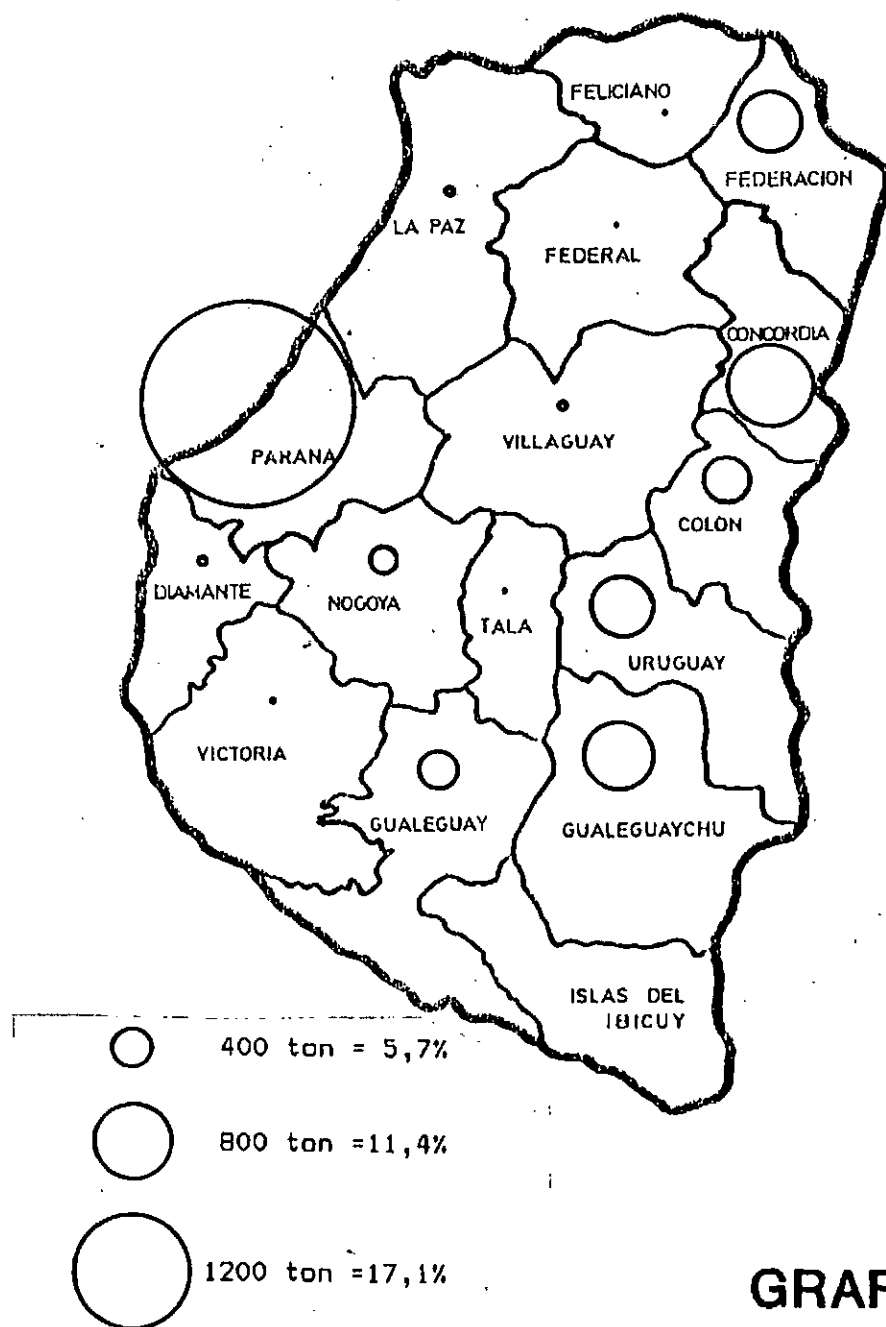 FELICIANO
FEDERACION
LA PAZ
FEDERAL
CONCORDIA
PARANA
VILLAGUAY
COLON
DIAMANTE
NOGOYA
TALA
URUGUAY
VICTORIA
GUALEGUAY
GUALEGUAYCHU
ISLAS DEL
IBICUY
400 ton = 5,7%
800 ton =11,4%
1200 ton =17,1%
GRAF